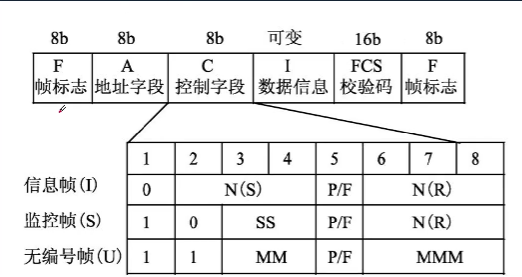 8b 8b 8b 可变 16b 8b
F A C I FCS F
帧标志 地址字段 控制字段 数据信息 校验码 帧标志
1 2 3 4 5 6 7 8
信息帧(I) 0 N(S) P/F N(R)
监控帧(S) 1 0 SS P/F N(R)
无编号帧(U) 1 1 MM P/F MMM